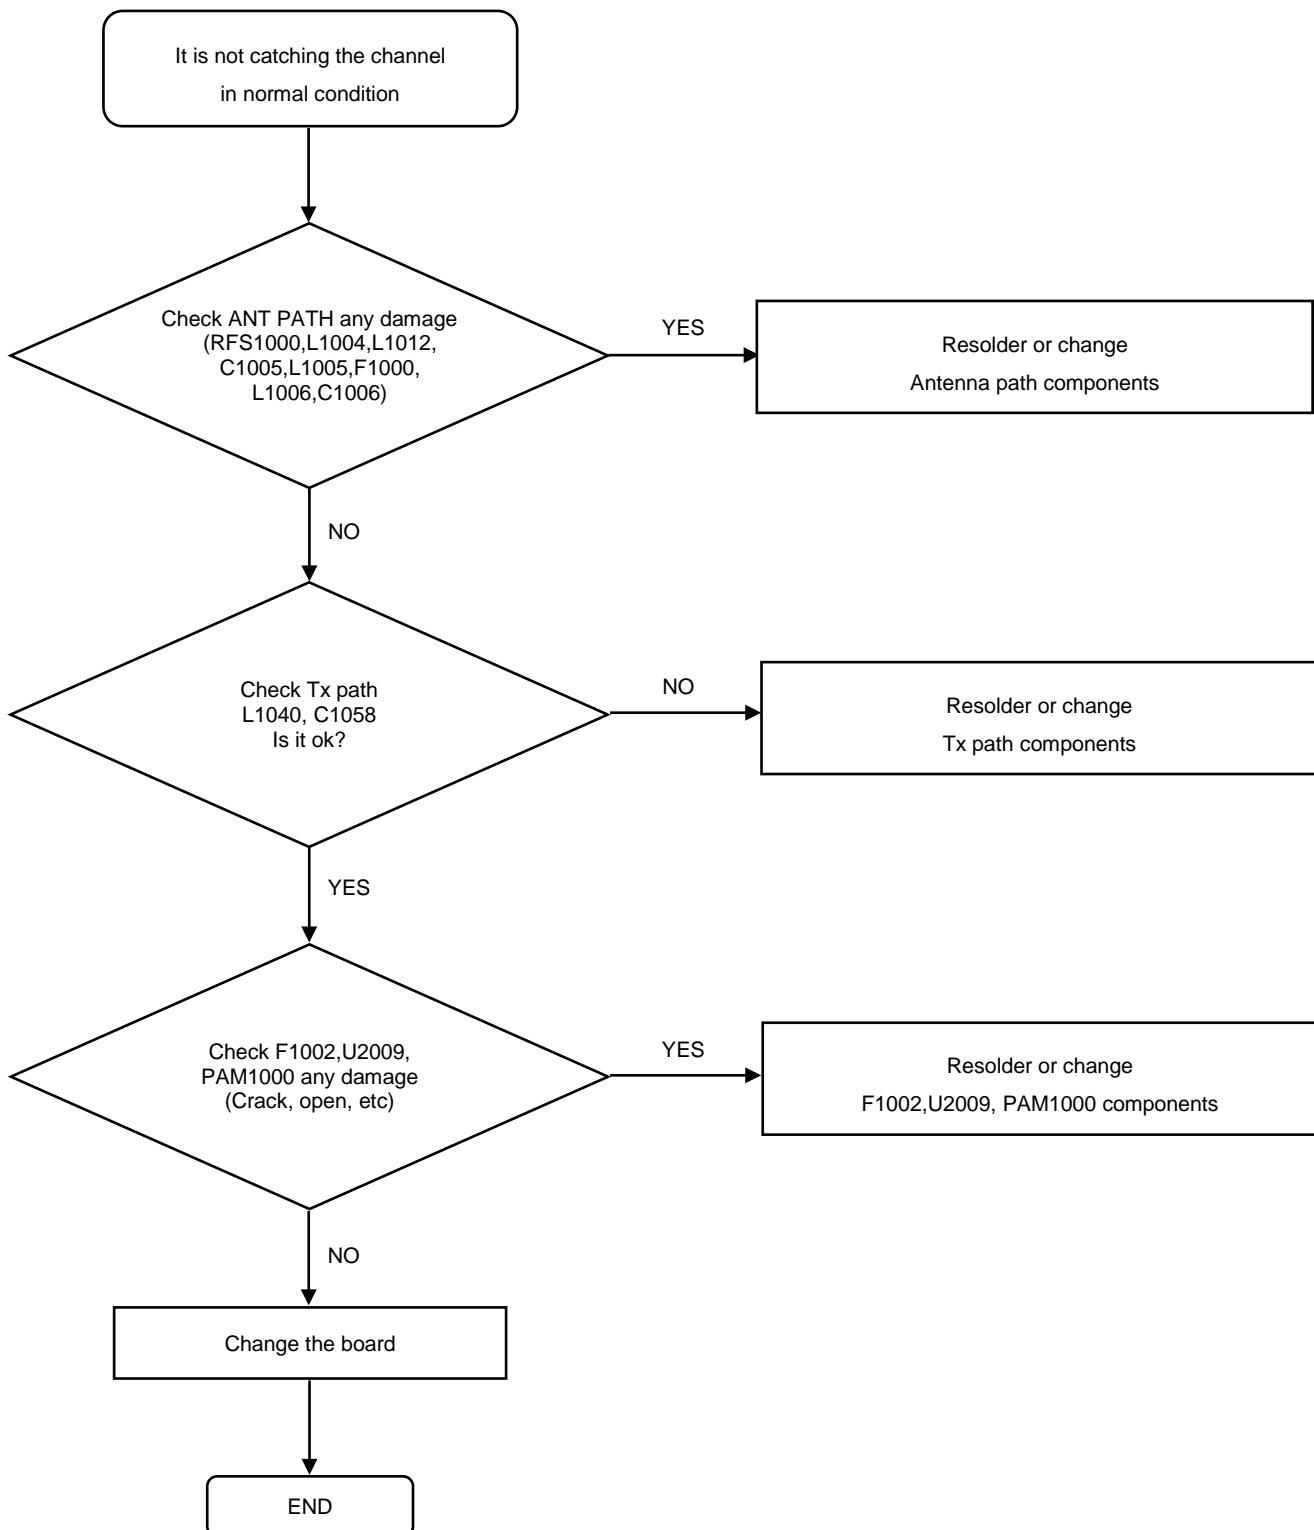 It is not catching the channel
in normal condition
Check ANT PATH any damage
(RFS1000,L1004,L1012,
C1005,L1005,F1000,
L1006,C1006)
YES
Resolder or change
Antenna path components
NO
Check Tx path
L1040, C1058
Is it ok?
NO
Resolder or change
Tx path components
YES
Check F1002,U2009,
PAM1000 any damage
(Crack, open, etc)
YES
Resolder or change
F1002,U2009, PAM1000 components
NO
Change the board
END